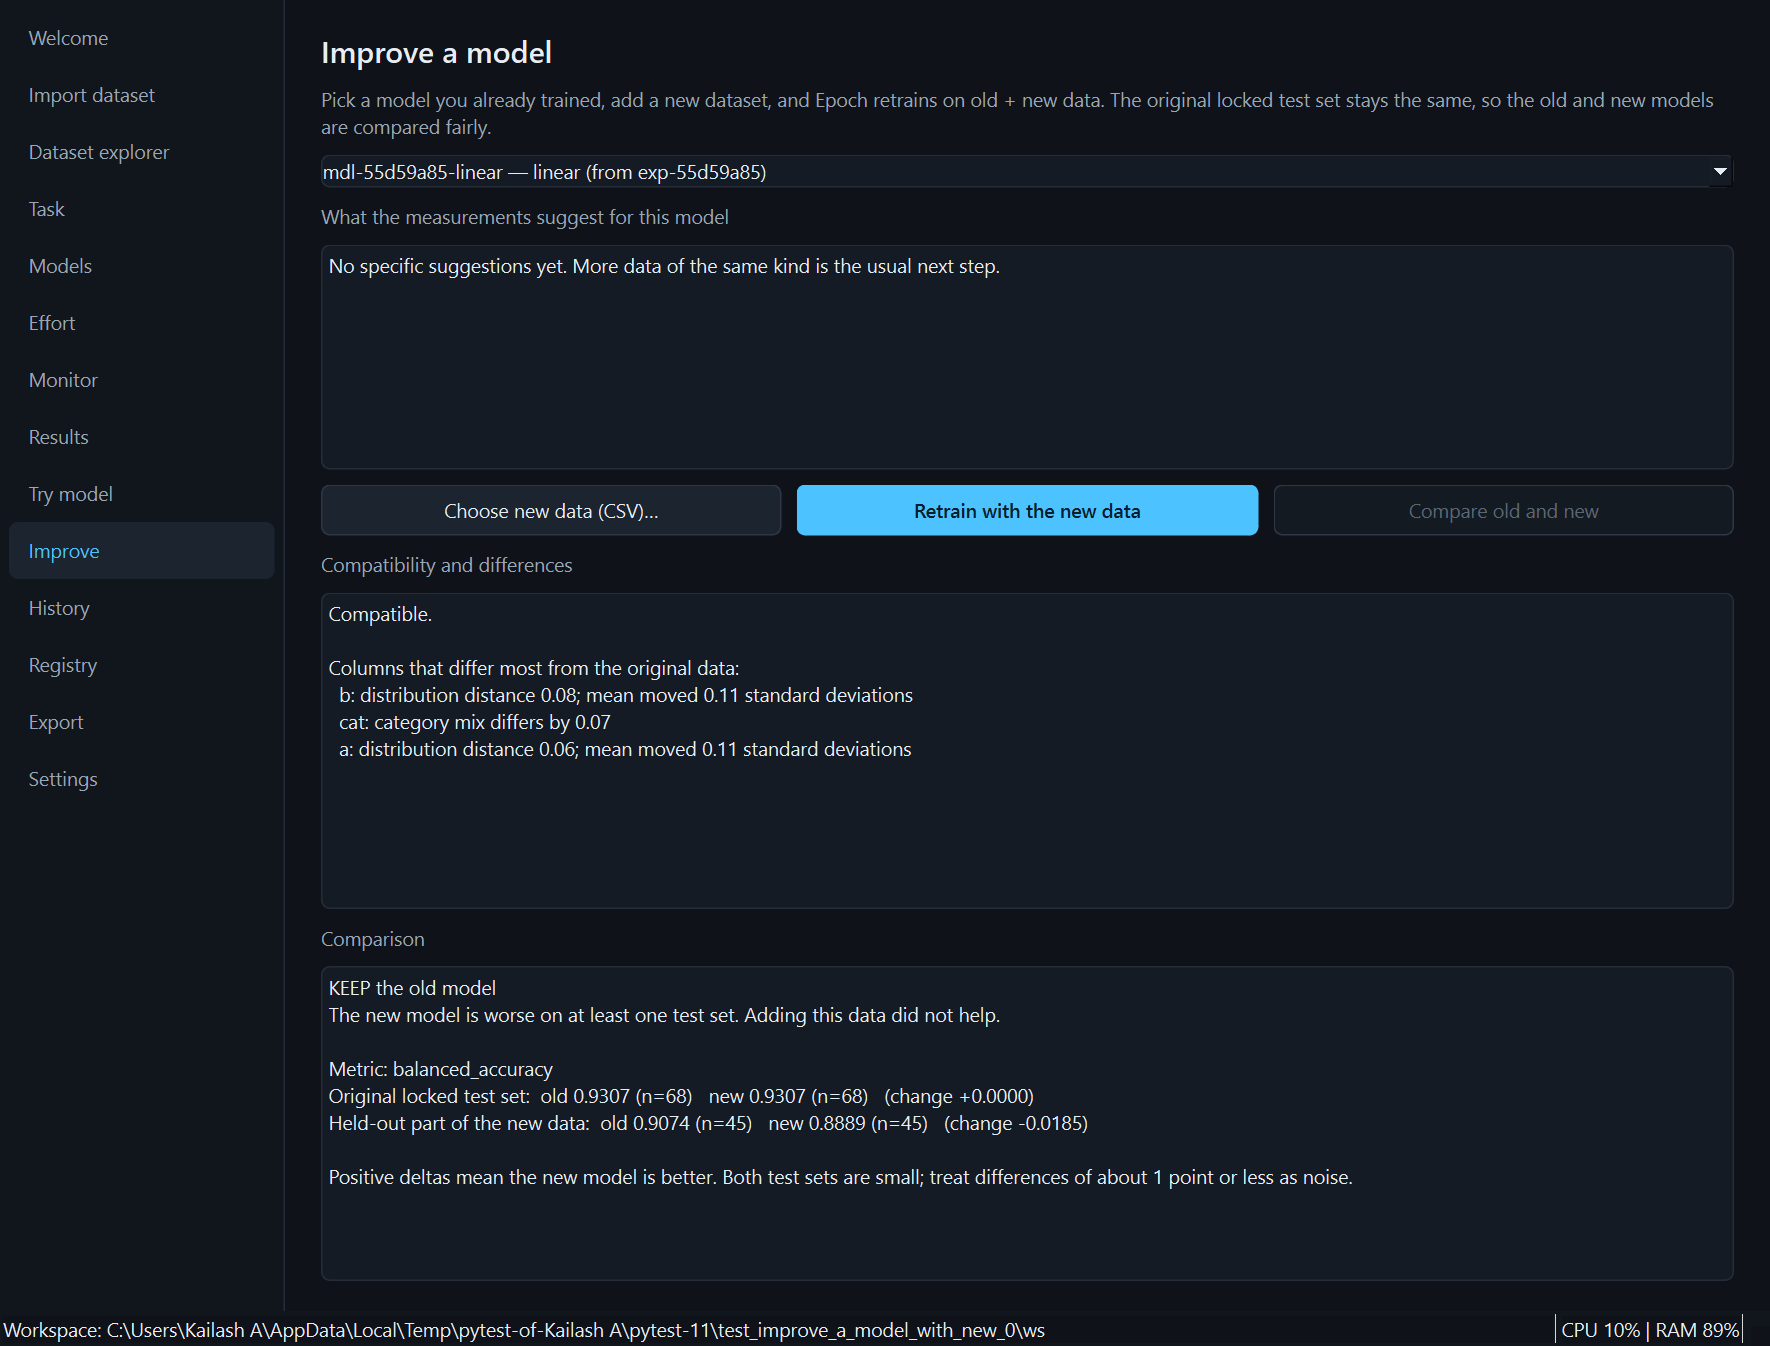 Welcome
Import dataset
Dataset explorer
Task
Models
Effort
Monitor
Results
Try model
Improve
History
Registry
Export
Settings
Improve a model
Pick a model you already trained, add a new dataset, and Epoch retrains on old + new data. The original locked test set stays the same, so the old and new models
are compared fairly.
mdl-55d59a85-linear — linear (from exp-55d59a85)
What the measurements suggest for this model
No specific suggestions yet. More data of the same kind is the usual next step.
Choose new data (CSV)...
Retrain with the new data
Compare old and new
Compatibility and differences
Compatible.
Columns that differ most from the original data:
b: distribution distance 0.08; mean moved 0.11 standard deviations
cat: category mix differs by 0.07
a: distribution distance 0.06; mean moved 0.11 standard deviations
Comparison
KEEP the old model
The new model is worse on at least one test set. Adding this data did not help.
Metric: balanced_accuracy
Original locked test set:  old 0.9307 (n=68)   new 0.9307 (n=68)   (change +0.0000)
Held-out part of the new data:  old 0.9074 (n=45)   new 0.8889 (n=45)   (change -0.0185)
Positive deltas mean the new model is better. Both test sets are small; treat differences of about 1 point or less as noise.
Workspace: C:\Users\Kailash A\AppData\Local\Temp\pytest-of-Kailash A\pytest-11\test_improve_a_model_with_new_0\ws
CPU 10% | RAM 89%